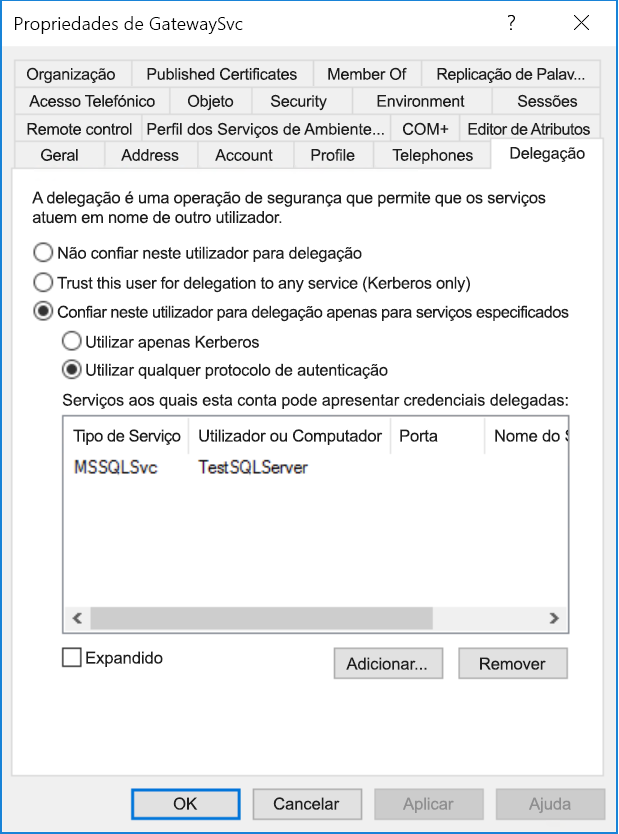 Propriedades de GatewaySvc ?
Organização Published Certificates Member Of Replicação de Palav...
Acesso Telefónico Objeto Security Environment Sessões
Remote control Perfil dos Serviços de Ambiente... COM+ Editor de Atributos
Geral Address Account Profile Telephones Delegação
A delegação é uma operação de segurança que permite que os serviços
atuem em nome de outro utilizador.
Não confiar neste utilizador para delegação
Trust this user for delegation to any service (Kerberos only)
Confiar neste utilizador para delegação apenas para serviços especificados
Utilizar apenas Kerberos
Utilizar qualquer protocolo de autenticação
Serviços aos quais esta conta pode apresentar credenciais delegadas:
Tipo de Serviço Utilizador ou Computador Porta Nome do
MSSQLSvc TestSQLServer
Expandido Adicionar... Remover
OK Cancelar Aplicar Ajuda